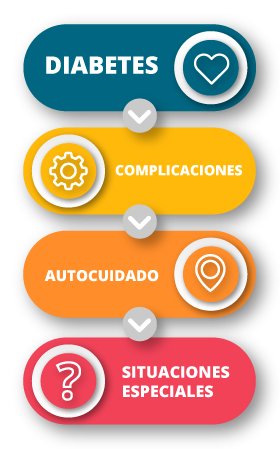 DIABETES
COMPLICACIONES
AUTOCUIDADO
SITUACIONES
ESPECIALES